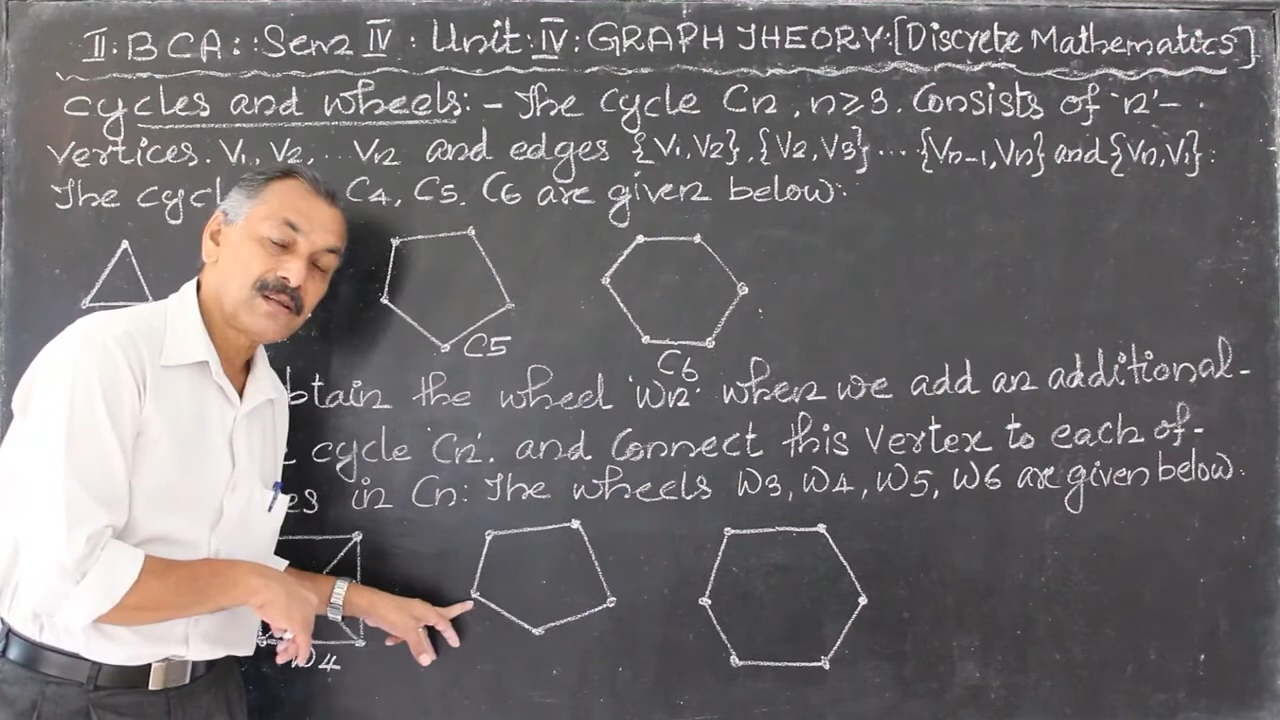 II: BCA: Sem IV: Unit: IV: GRAPH THEORY: [Discrete Mathematics]
cycles and wheels: - The cycle Cn, n≥3. Consists of 'n'-
vertices. V1, V2, ... Vn and edges {V1,V2}, {V2,V3} ... {Vn-1,Vn} and {Vn,V1}.
The C4, C5, C6 are given below:
C5
C6
the wheel 'Wn' when we add an additional-
cycle 'Cn'. and Connect this Vertex to each of-
in Cn: The wheels W3, W4, W5, W6 are given below:
W4